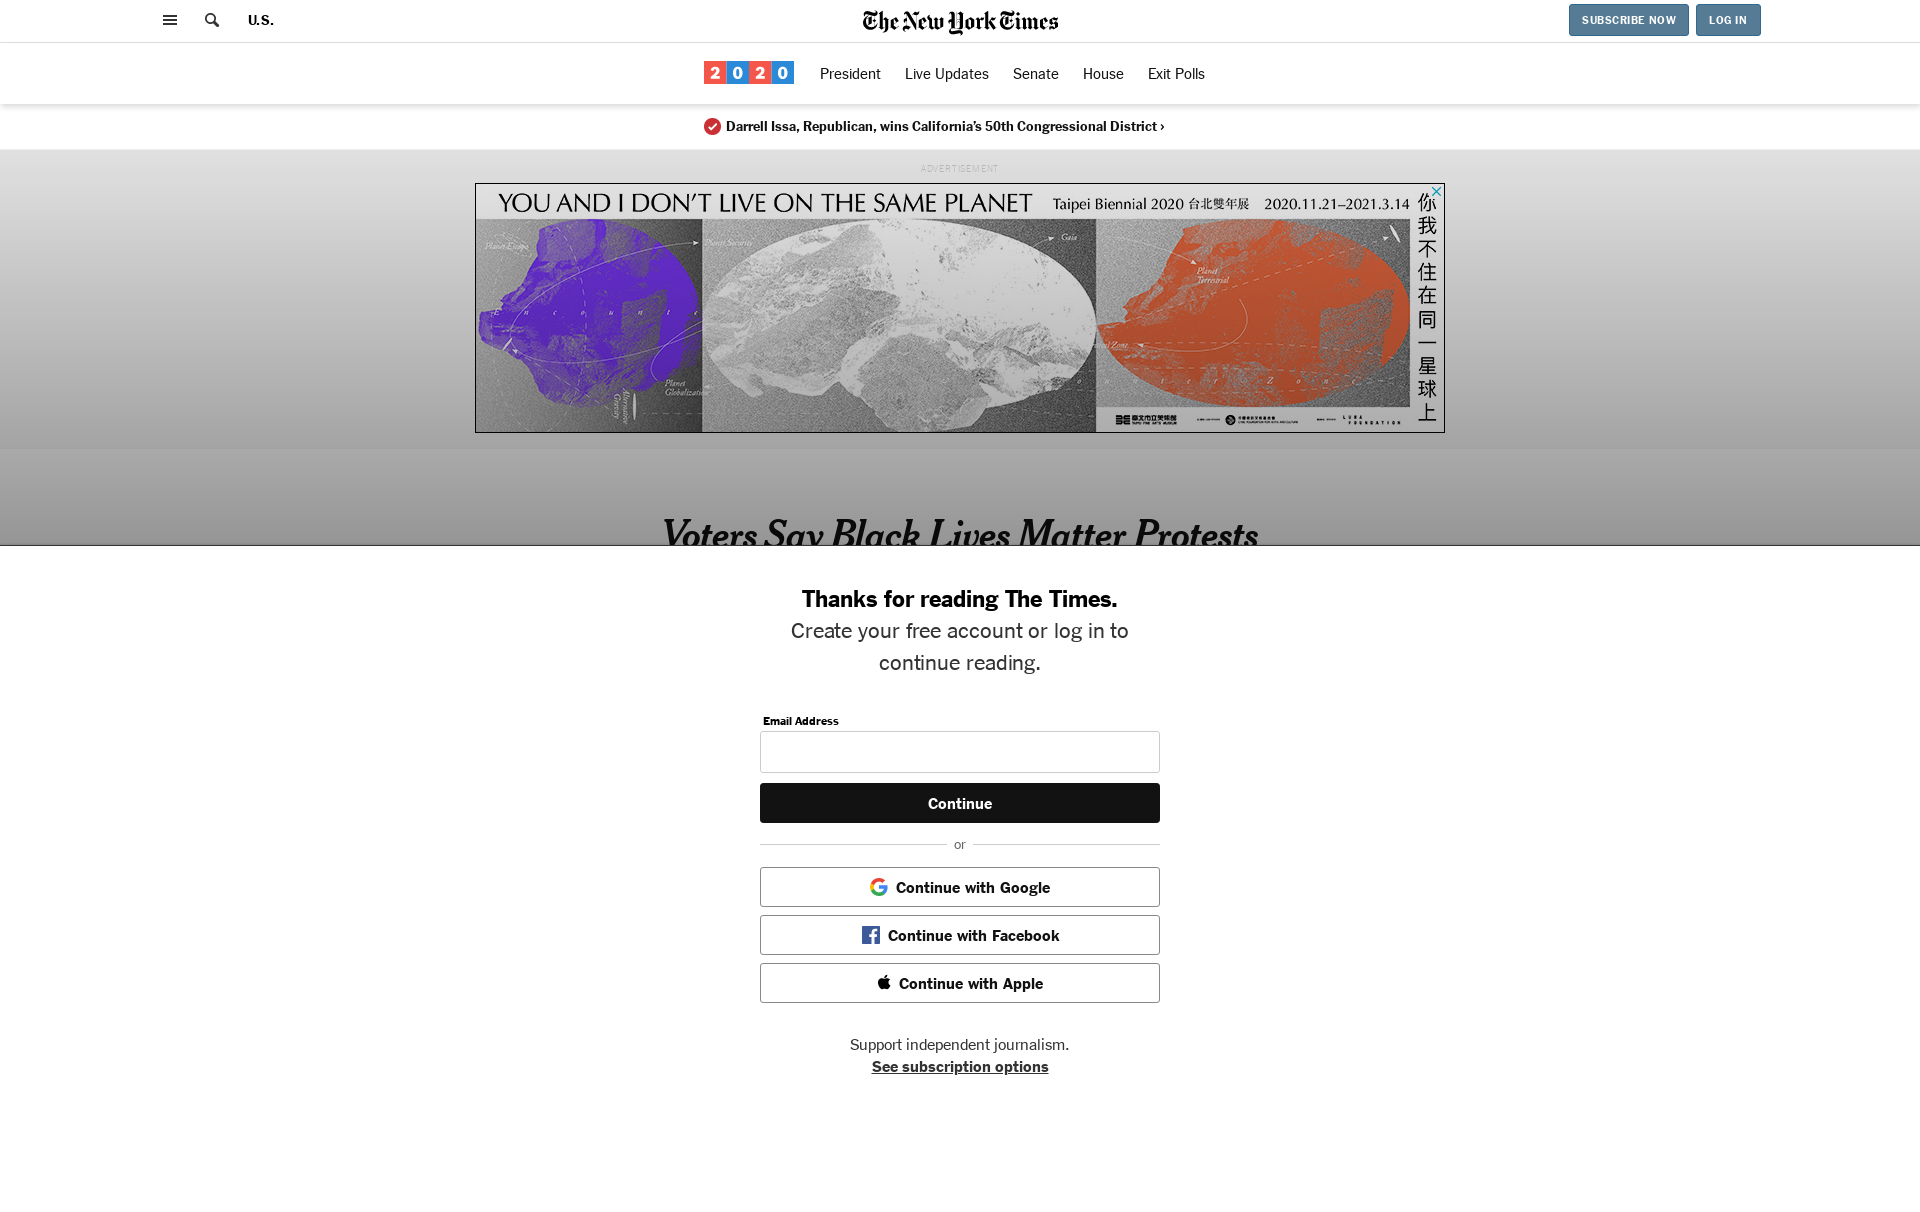 U.S.
The New York Times
SUBSCRIBE NOW
LOG IN
2020
President
Live Updates
Senate
House
Exit Polls
Darrell Issa, Republican, wins California's 50th Congressional District ›
ADVERTISEMENT
YOU AND I DON'T LIVE ON THE SAME PLANET
Taipei Biennial 2020 台北雙年展
2020.11.21–2021.3.14
你我不住在同一星球上
Planet Escape
Planet Security
Gaia
Planet
Terrestrial
Planet
Globalization
Alternative
Gravity
Voters Say Black Lives Matter Protests
Thanks for reading The Times.
Create your free account or log in to
continue reading.
Email Address
Continue
or
Continue with Google
Continue with Facebook
Continue with Apple
Support independent journalism.
See subscription options